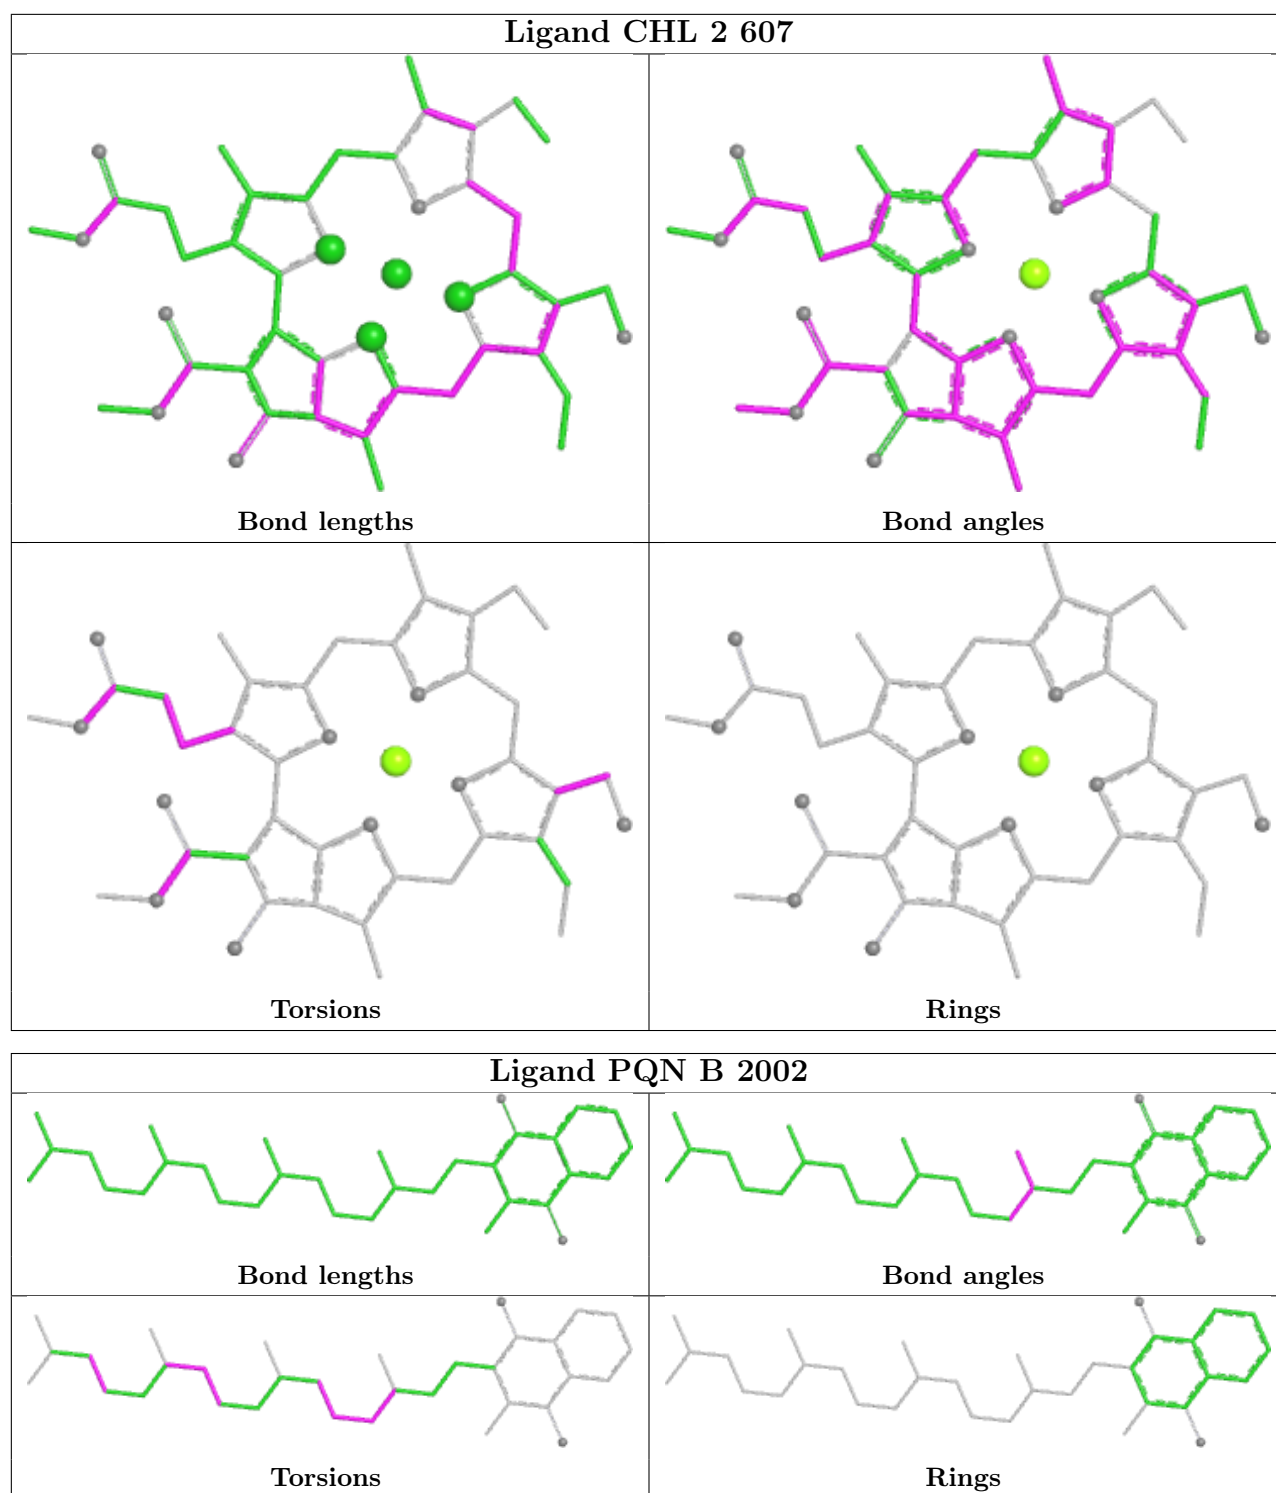 Ligand CHL 2 607
Bond lengths
Bond angles
Torsions
Rings
Ligand PQN B 2002
Bond lengths
Bond angles
Torsions
Rings